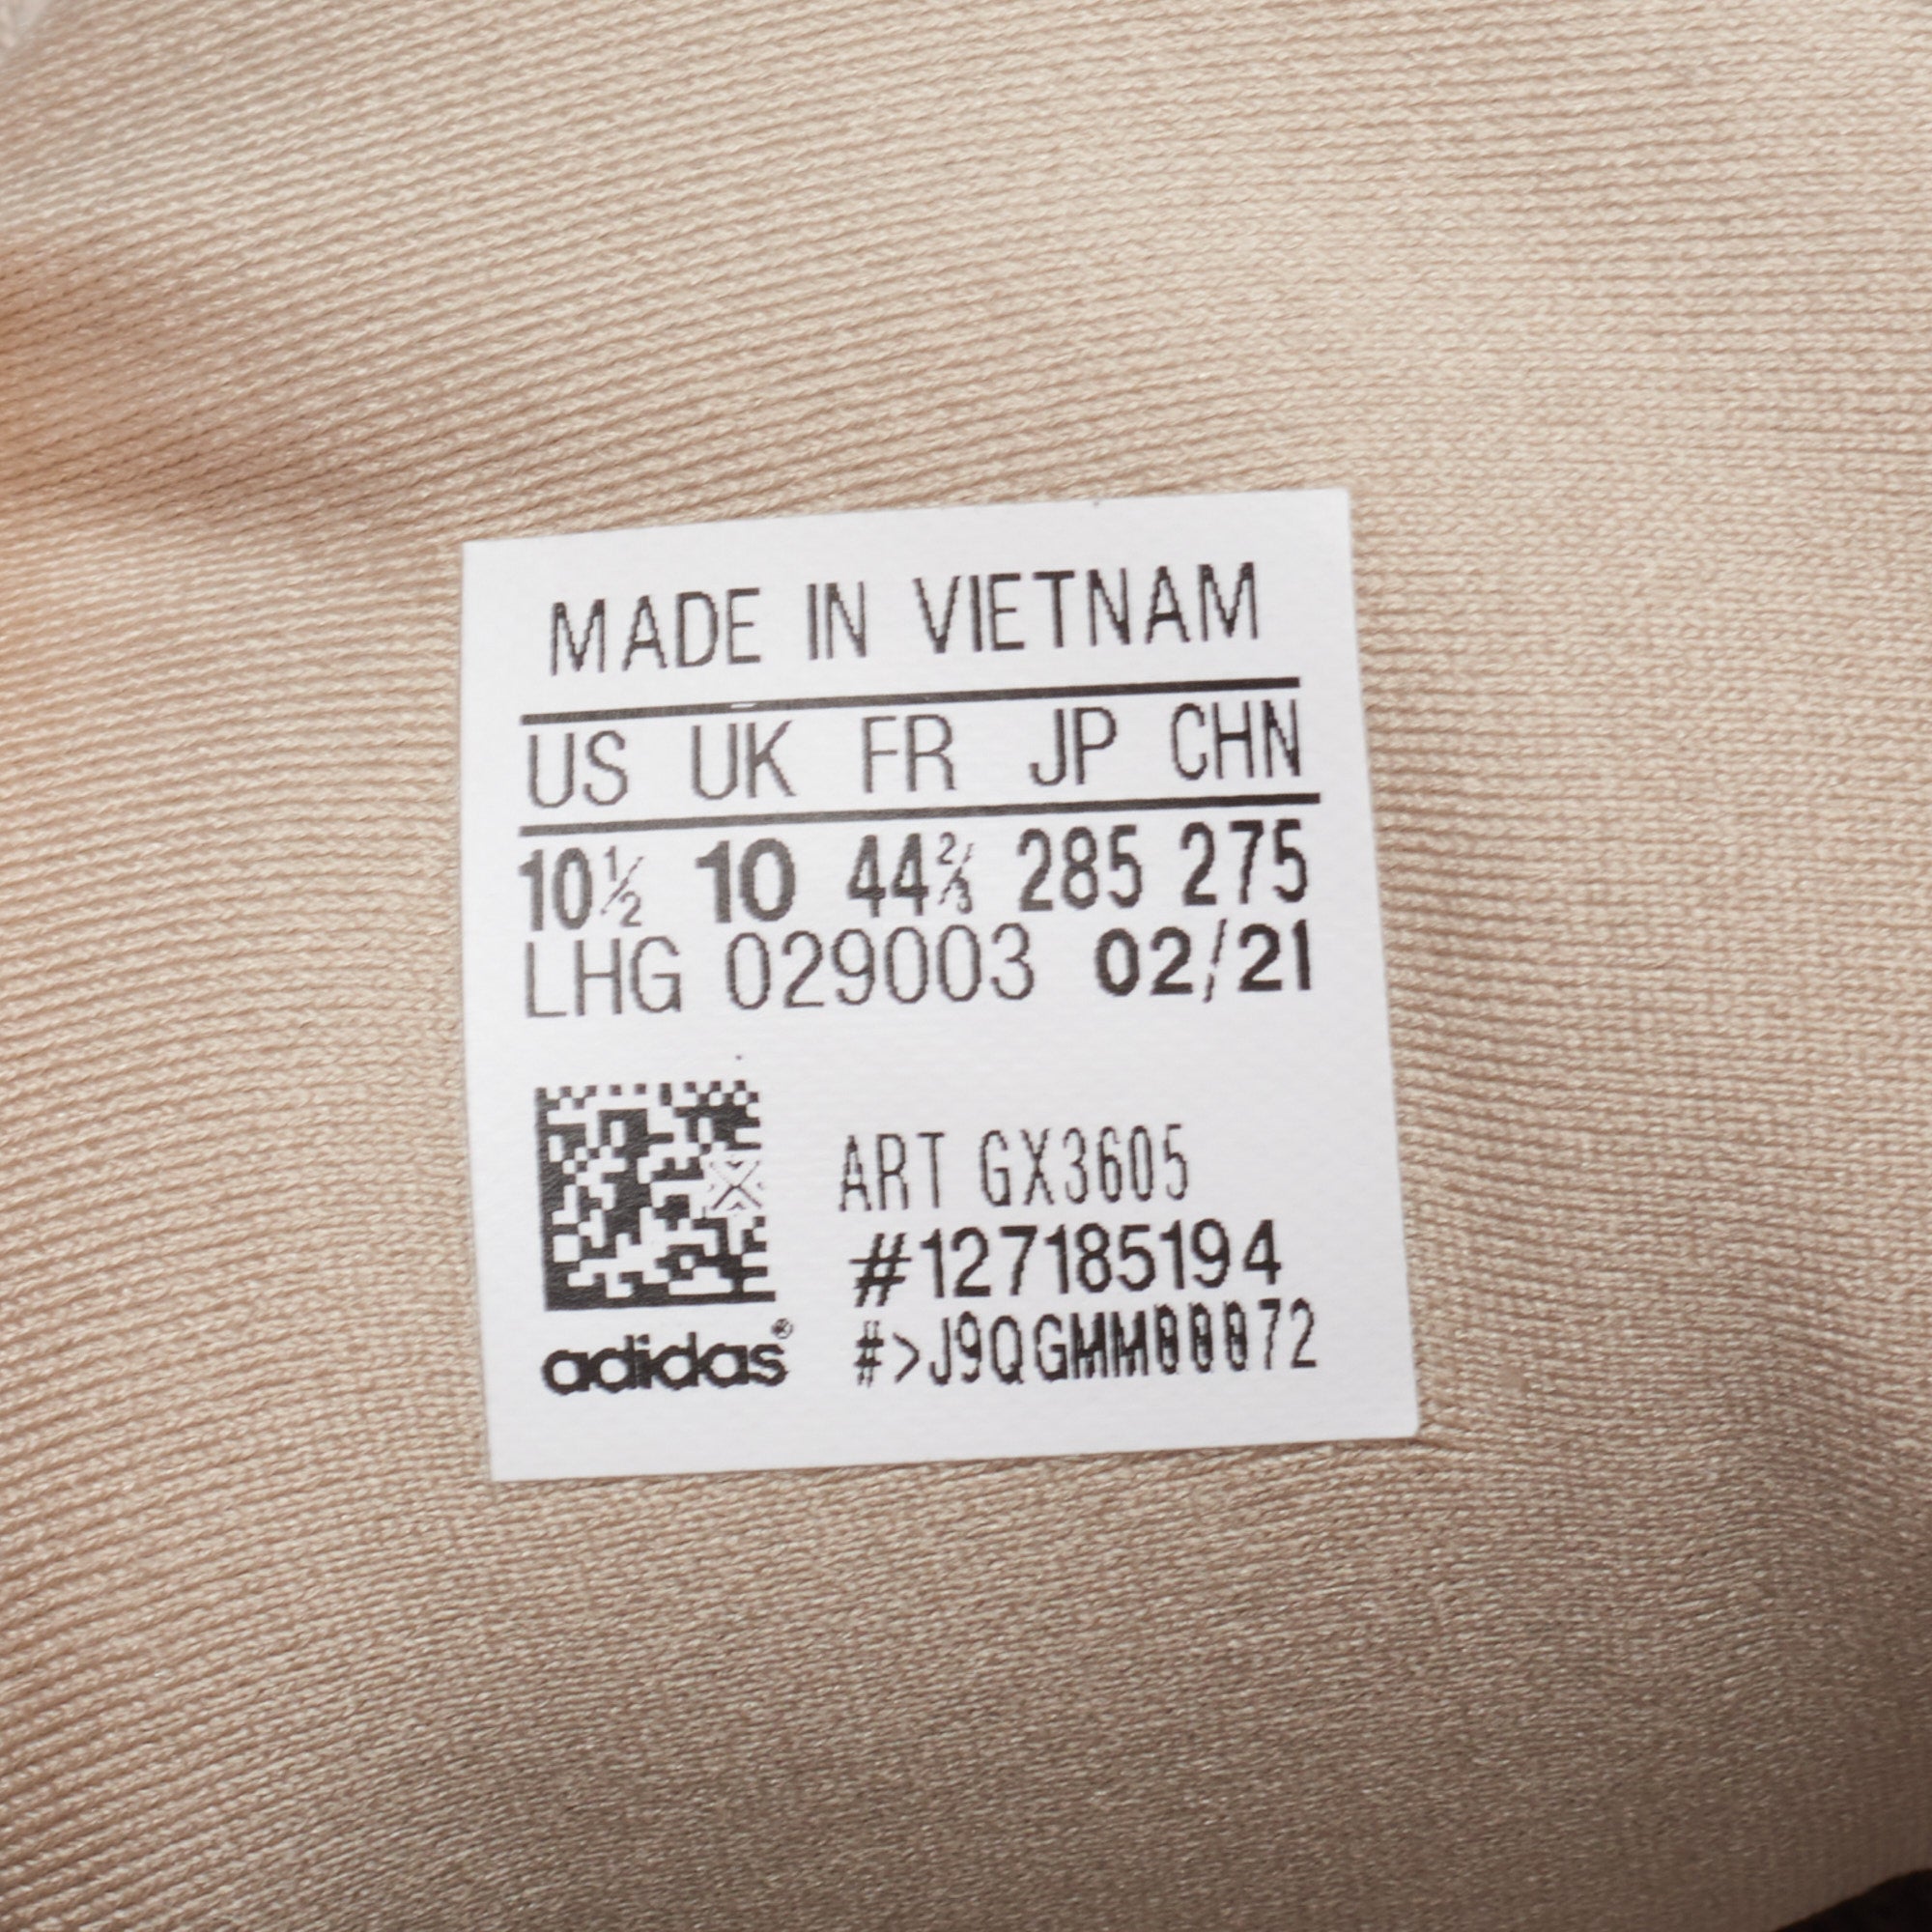 MADE IN VIETNAM
US UK FR JP CHN
10½ 10 44⅔ 285 275
LHG 029003 02/21
ART GX3605
#127185194
#>J9QGMM00072
adidas®